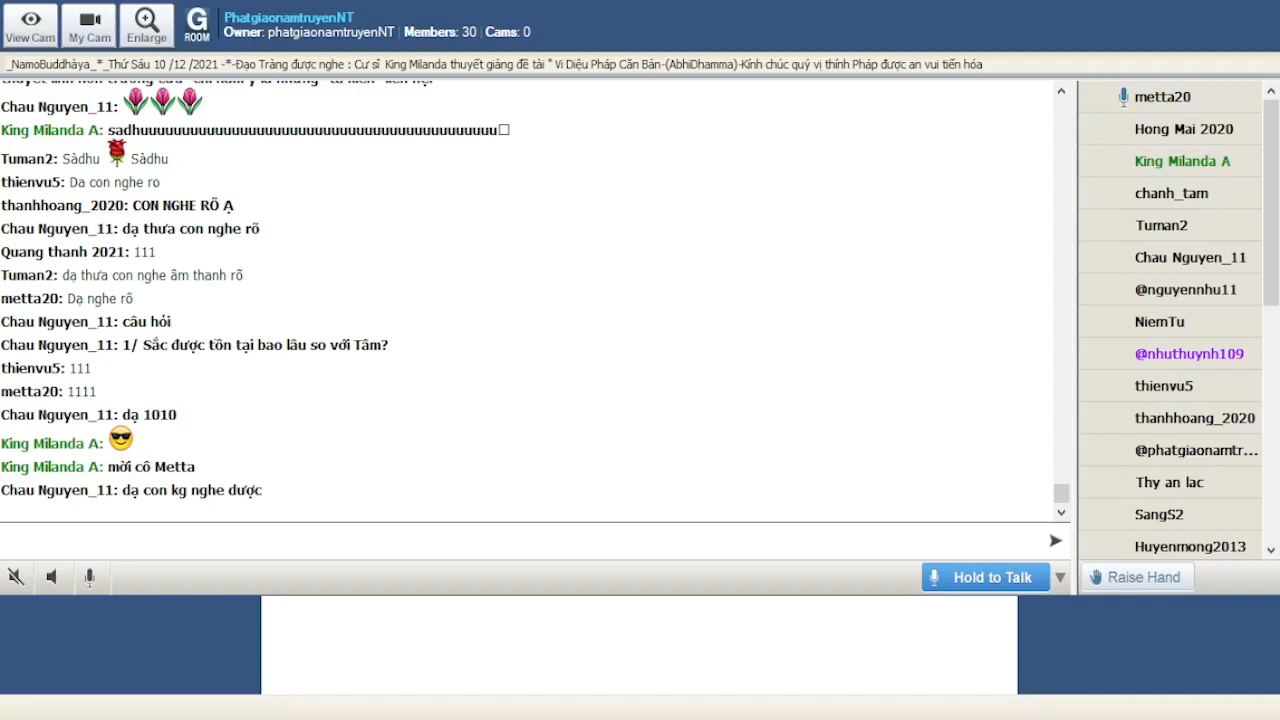 View Cam
My Cam
Enlarge
G
ROOM
PhatgiaonamtruyenNT
Owner: phatgiaonamtruyenNT | Members: 30 | Cams: 0
_NamoBuddhàya_*_Thứ Sáu 10 /12 /2021 -*-Đạo Tràng được nghe : Cư sĩ King Milanda thuyết giảng đề tài " Vi Diệu Pháp Căn Bản-(AbhiDhamma)-Kính chúc quý vị thính Pháp được an vui tiến hóa
Chau Nguyen_11:
King Milanda A: sadhuuuuuuuuuuuuuuuuuuuuuuuuuuuuuuuuuuuuuuuuuuu□
Tuman2: Sàdhu Sàdhu
thienvu5: Da con nghe ro
thanhhoang_2020: CON NGHE RÕ Ạ
Chau Nguyen_11: dạ thưa con nghe rõ
Quang thanh 2021: 111
Tuman2: dạ thưa con nghe âm thanh rõ
metta20: Dạ nghe rõ
Chau Nguyen_11: câu hỏi
Chau Nguyen_11: 1/ Sắc được tồn tại bao lâu so với Tâm?
thienvu5: 111
metta20: 1111
Chau Nguyen_11: dạ 1010
King Milanda A:
King Milanda A: mời cô Metta
Chau Nguyen_11: dạ con kg nghe dược
metta20
Hong Mai 2020
King Milanda A
chanh_tam
Tuman2
Chau Nguyen_11
@nguyennhu11
NiemTu
@nhuthuynh109
thienvu5
thanhhoang_2020
@phatgiaonamtr...
Thy an lac
SangS2
Huyenmong2013
Hold to Talk
Raise Hand